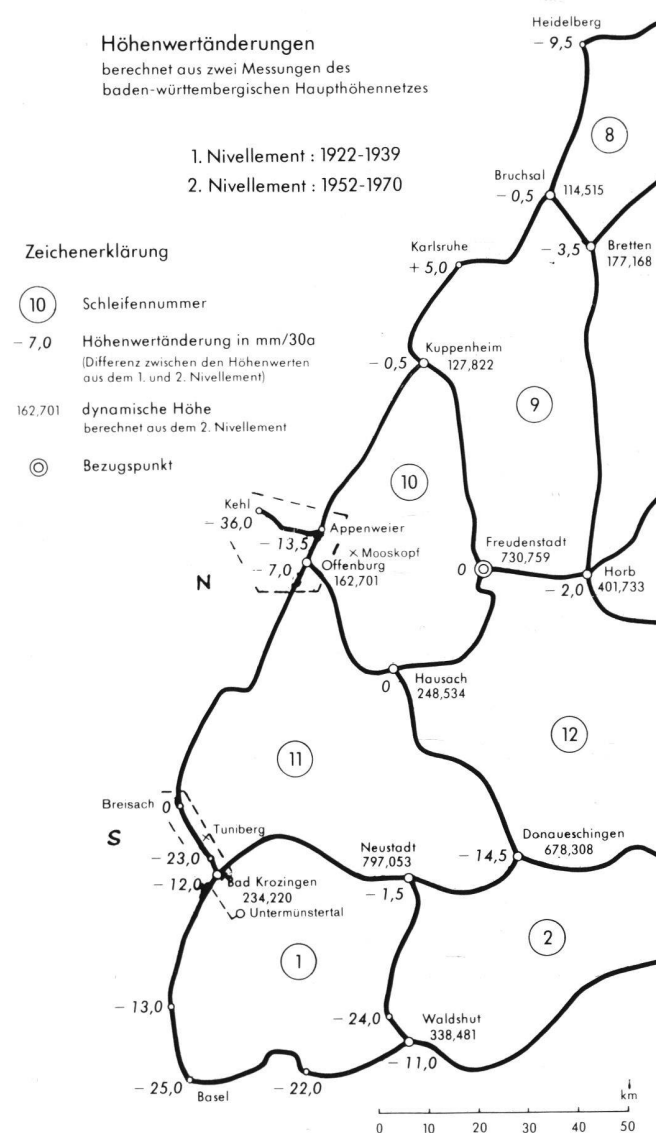 Heidelberg
- 9,5
Höhenwertänderungen
berechnet aus zwei Messungen des
baden-württembergischen Haupthöhennetzes
8
1. Nivellement : 1922-1939
2. Nivellement : 1952-1970
Bruchsal
- 0,5
114,515
Karlsruhe
+ 5,0
- 3,5
Bretten
177,168
Zeichenerklärung
10 Schleifennummer
- 7,0 Höhenwertänderung in mm/30a
(Differenz zwischen den Höhenwerten
aus dem 1. und 2. Nivellement)
162,701 dynamische Höhe
berechnet aus dem 2. Nivellement
Bezugspunkt
Kuppenheim
- 0,5
127,822
9
10
Kehl
- 36,0
Appenweier
- 13,5
Mooskopf
- 7,0
Offenburg
162,701
N
Freudenstadt
730,759
0
Horb
- 2,0
401,733
Hausach
0
248,534
12
11
Breisach
0
S
Tuniberg
- 23,0
- 12,0
Bad Krozingen
234,220
Untermünstertal
Neustadt
797,053
- 1,5
Donaueschingen
- 14,5
678,308
2
1
- 13,0
- 24,0
Waldshut
338,481
- 11,0
- 25,0
Basel
- 22,0
km
0 10 20 30 40 50